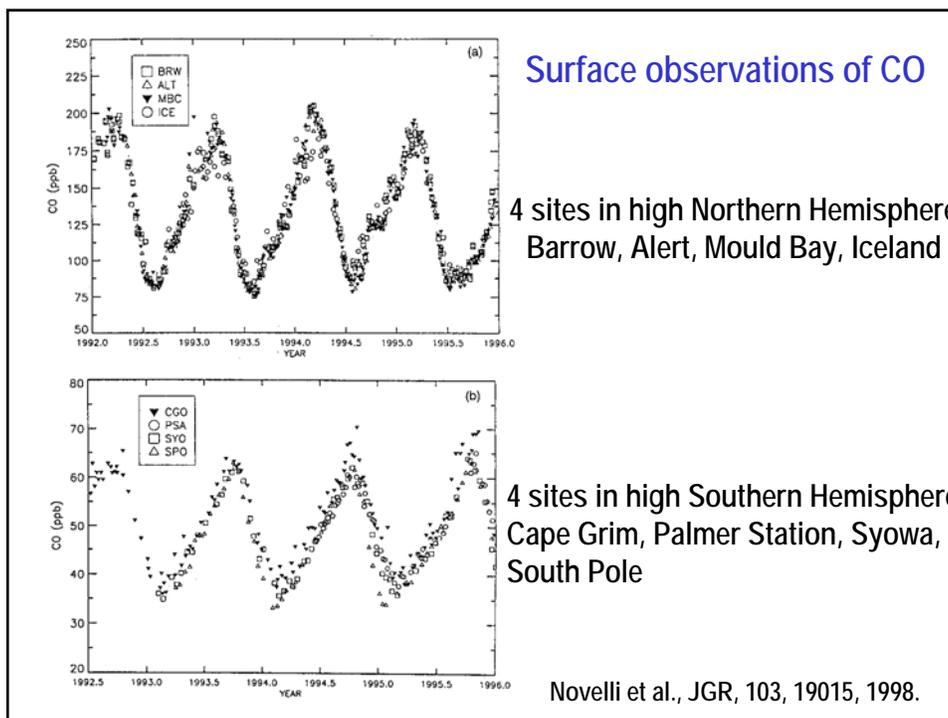 Surface observations of CO
(a)
250
225
200
175
150
125
100
75
50
CO (ppb)
BRW
ALT
MBC
ICE
1992.0 1992.5 1993.0 1993.5 1994.0 1994.5 1995.0 1995.5 1996.0
YEAR
4 sites in high Northern Hemisphere
Barrow, Alert, Mould Bay, Iceland
(b)
80
70
60
50
40
30
20
CO (ppb)
CGO
PSA
SYO
SPO
1992.5 1993.0 1993.5 1994.0 1994.5 1995.0 1995.5 1996.0
YEAR
4 sites in high Southern Hemisphere
Cape Grim, Palmer Station, Syowa,
South Pole
Novelli et al., JGR, 103, 19015, 1998.